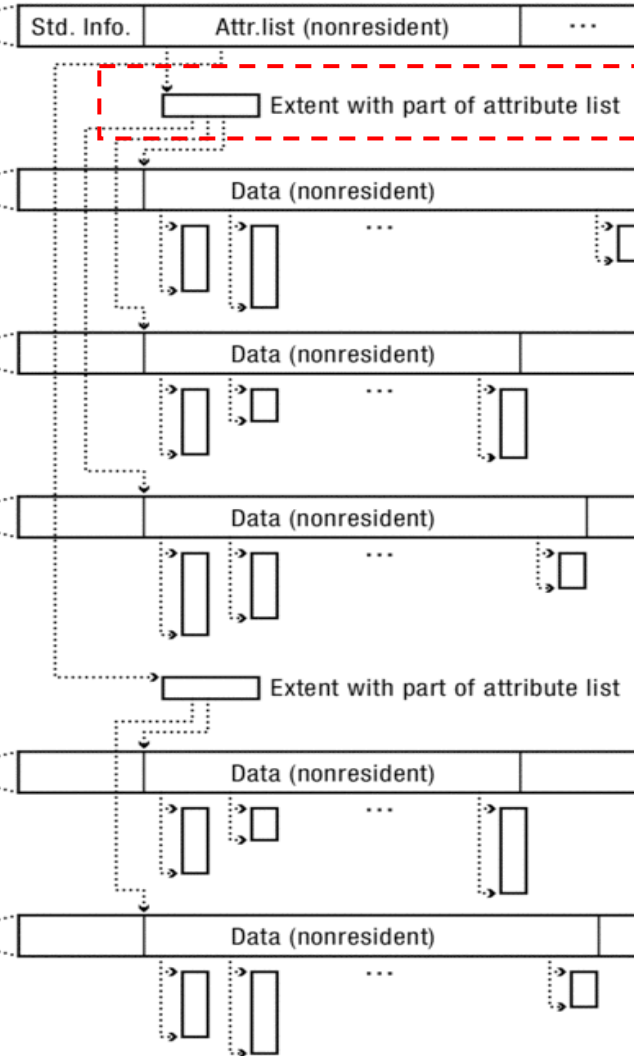 Std. Info. Attr.list (nonresident) ...
Extent with part of attribute list
Data (nonresident)
...
Data (nonresident)
...
Data (nonresident)
...
Extent with part of attribute list
Data (nonresident)
...
Data (nonresident)
...